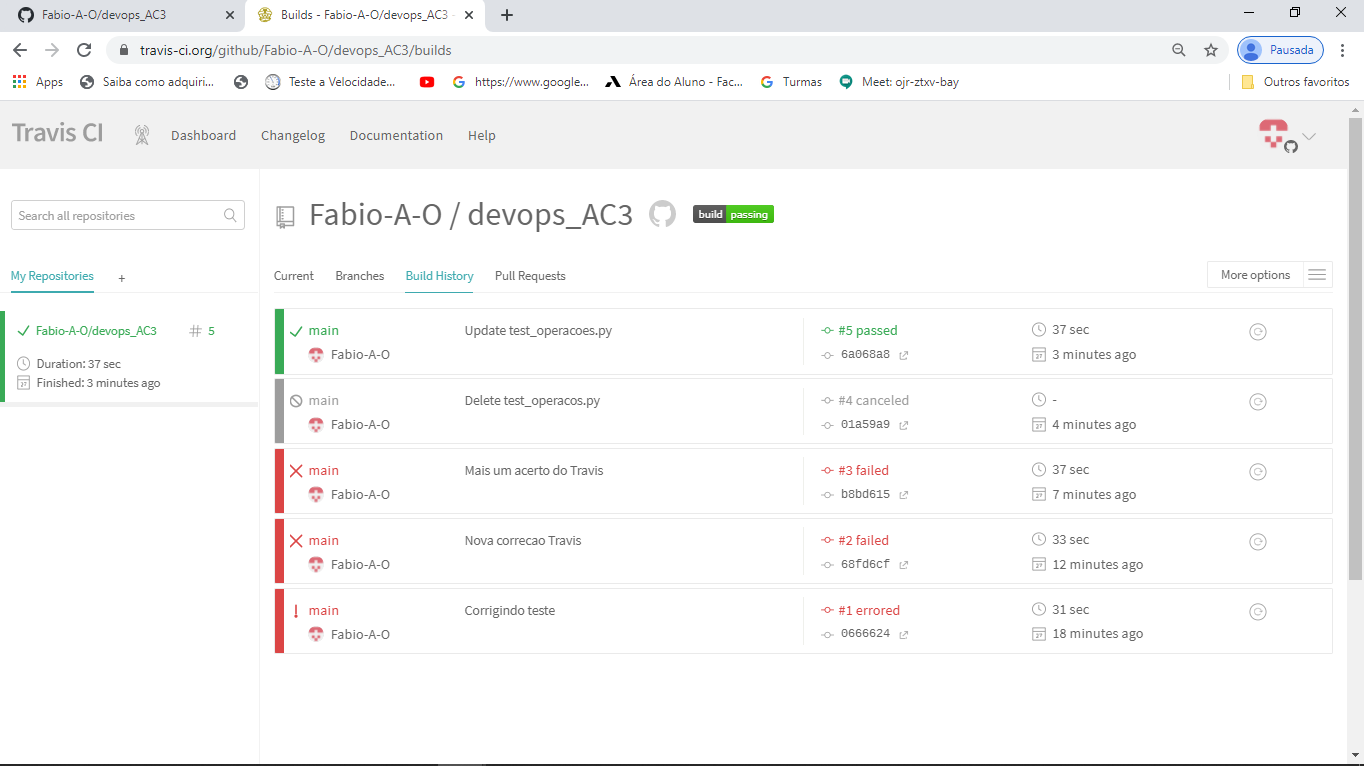 Fabio-A-O/devops_AC3
Builds - Fabio-A-O/devops_AC3 -
travis-ci.org/github/Fabio-A-O/devops_AC3/builds
Pausada
Apps
Saiba como adquiri...
Teste a Velocidade...
https://www.google...
Área do Aluno - Fac...
Turmas
Meet: ojr-ztxv-bay
Outros favoritos
Travis CI
Dashboard
Changelog
Documentation
Help
Search all repositories
My Repositories
+
Fabio-A-O/devops_AC3
# 5
Duration: 37 sec
Finished: 3 minutes ago
Fabio-A-O / devops_AC3
build passing
Current
Branches
Build History
Pull Requests
More options
main
Update test_operacoes.py
#5 passed
37 sec
Fabio-A-O
6a068a8
3 minutes ago
main
Delete test_operacos.py
#4 canceled
-
Fabio-A-O
01a59a9
4 minutes ago
main
Mais um acerto do Travis
#3 failed
37 sec
Fabio-A-O
b8bd615
7 minutes ago
main
Nova correcao Travis
#2 failed
33 sec
Fabio-A-O
68fd6cf
12 minutes ago
main
Corrigindo teste
#1 errored
31 sec
Fabio-A-O
0666624
18 minutes ago